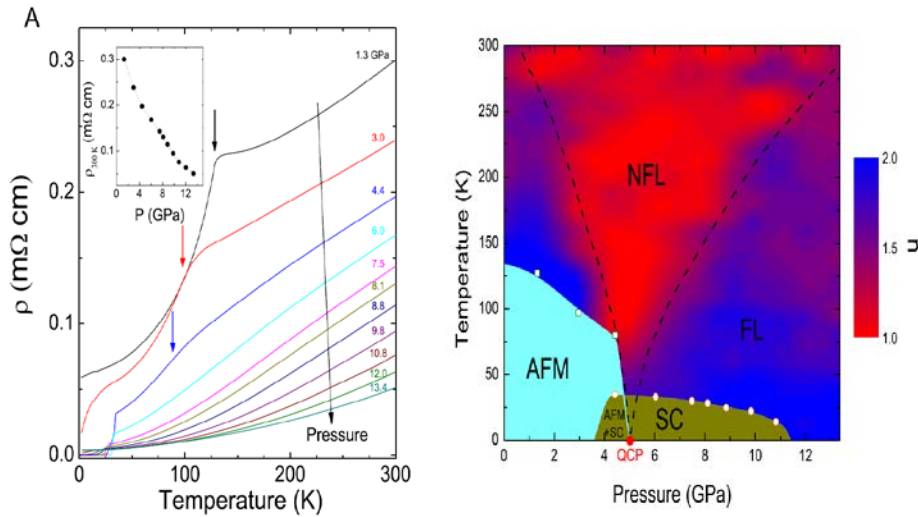 A
0.3
0.2
0.1
0.0
ρ (mΩ cm)
0
100
200
300
Temperature (K)
0.3
0.2
0.1
0
ρ300 K (mΩ cm)
4
8
12
P (GPa)
1.3 GPa
3.0
4.4
6.0
7.5
8.1
8.8
9.8
10.8
12.0
13.4
Pressure
300
250
200
150
100
50
0
Temperature (K)
0
2
4
6
8
10
12
Pressure (GPa)
NFL
FL
AFM
AFM
+SC
SC
QCP
2.0
1.5
1.0
n